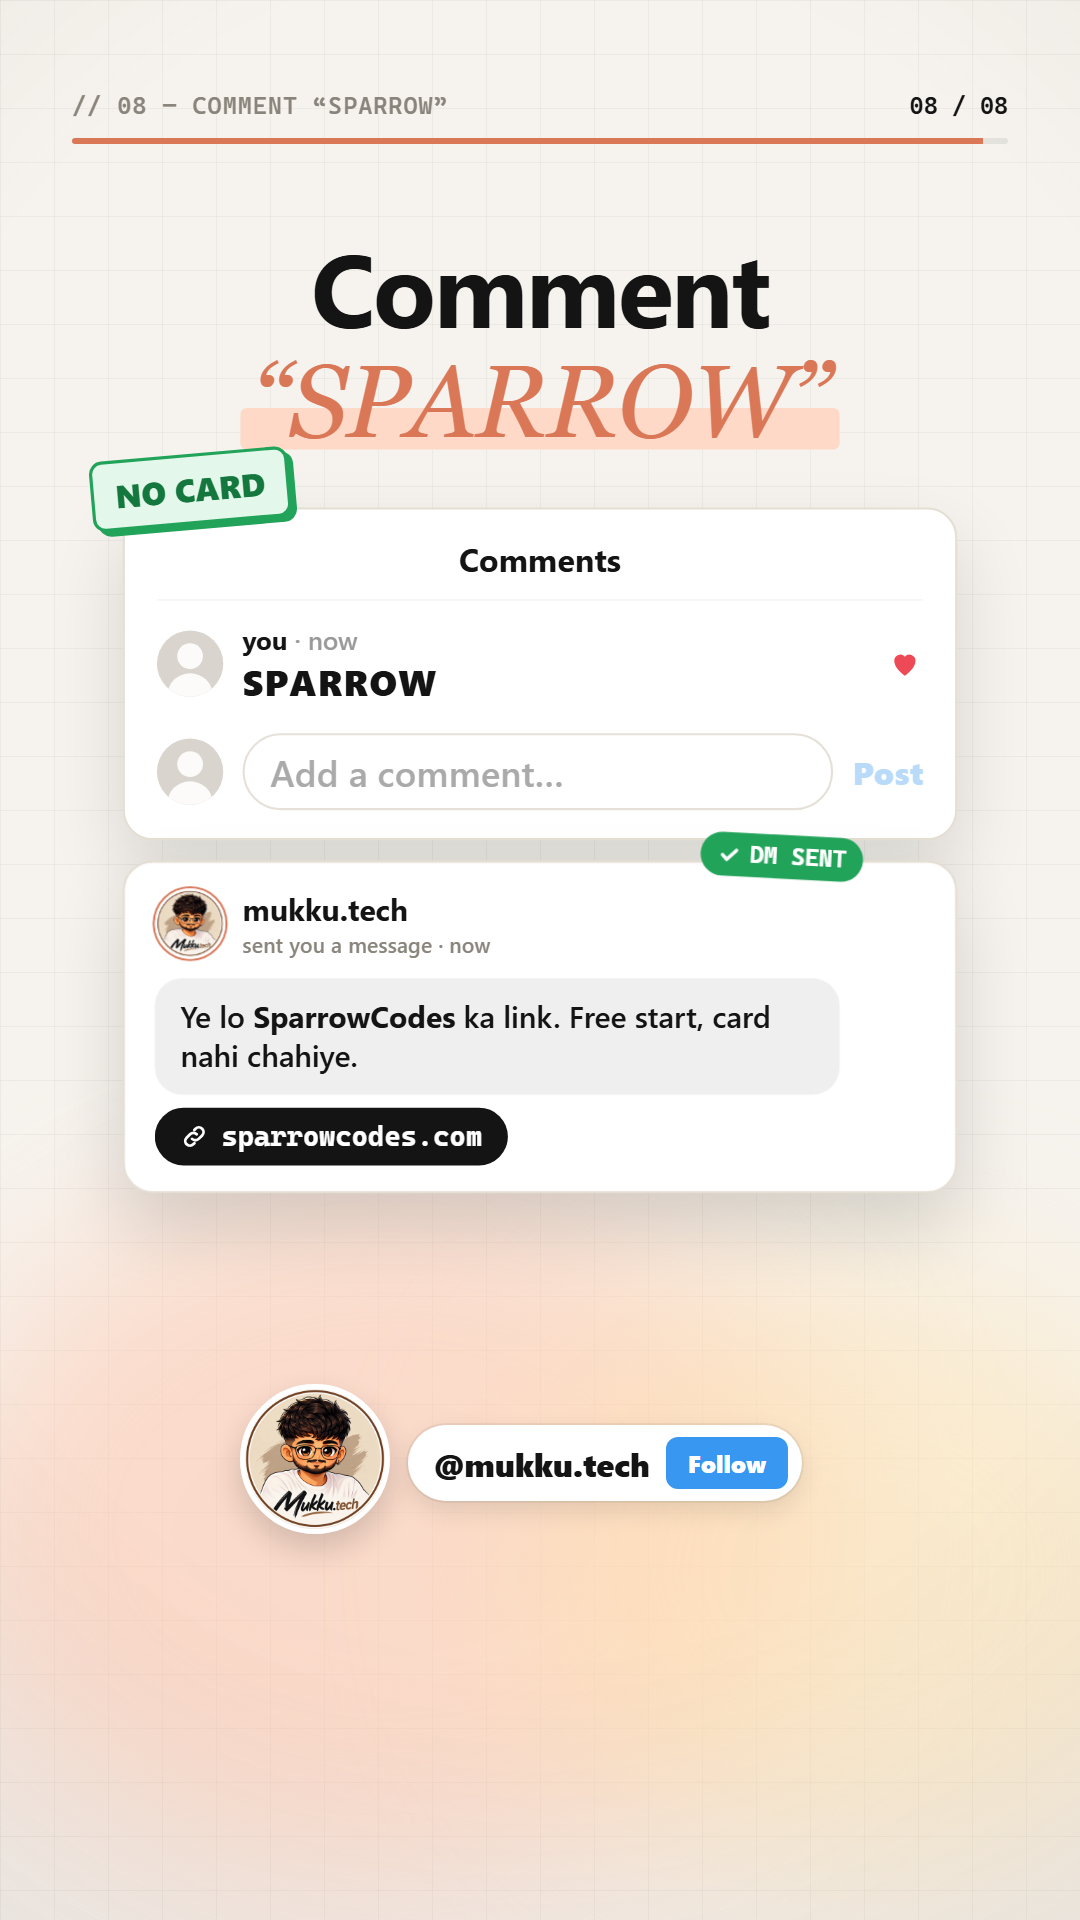 // 08 — COMMENT “SPARROW”
08 / 08
Comment
“SPARROW”
NO CARD
Comments
you · now
SPARROW
Add a comment...
Post
DM SENT
mukku.tech
sent you a message · now
Ye lo SparrowCodes ka link. Free start, card
nahi chahiye.
sparrowcodes.com
Mukku.tech
@mukku.tech
Follow